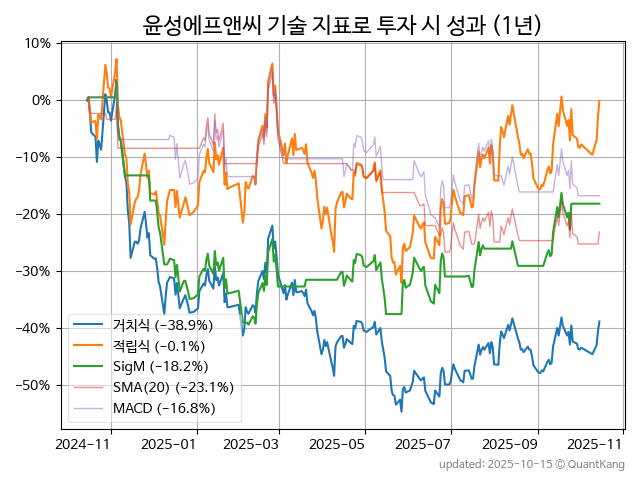 윤성에프앤씨 기술 지표로 투자 시 성과 (1년)
10%
0%
−10%
−20%
−30%
−40%
−50%
거치식 (−38.9%)
적립식 (−0.1%)
SigM (−18.2%)
SMA(20) (−23.1%)
MACD (−16.8%)
2024-11 2025-01 2025-03 2025-05 2025-07 2025-09 2025-11
updated: 2025-10-15 © QuantKang